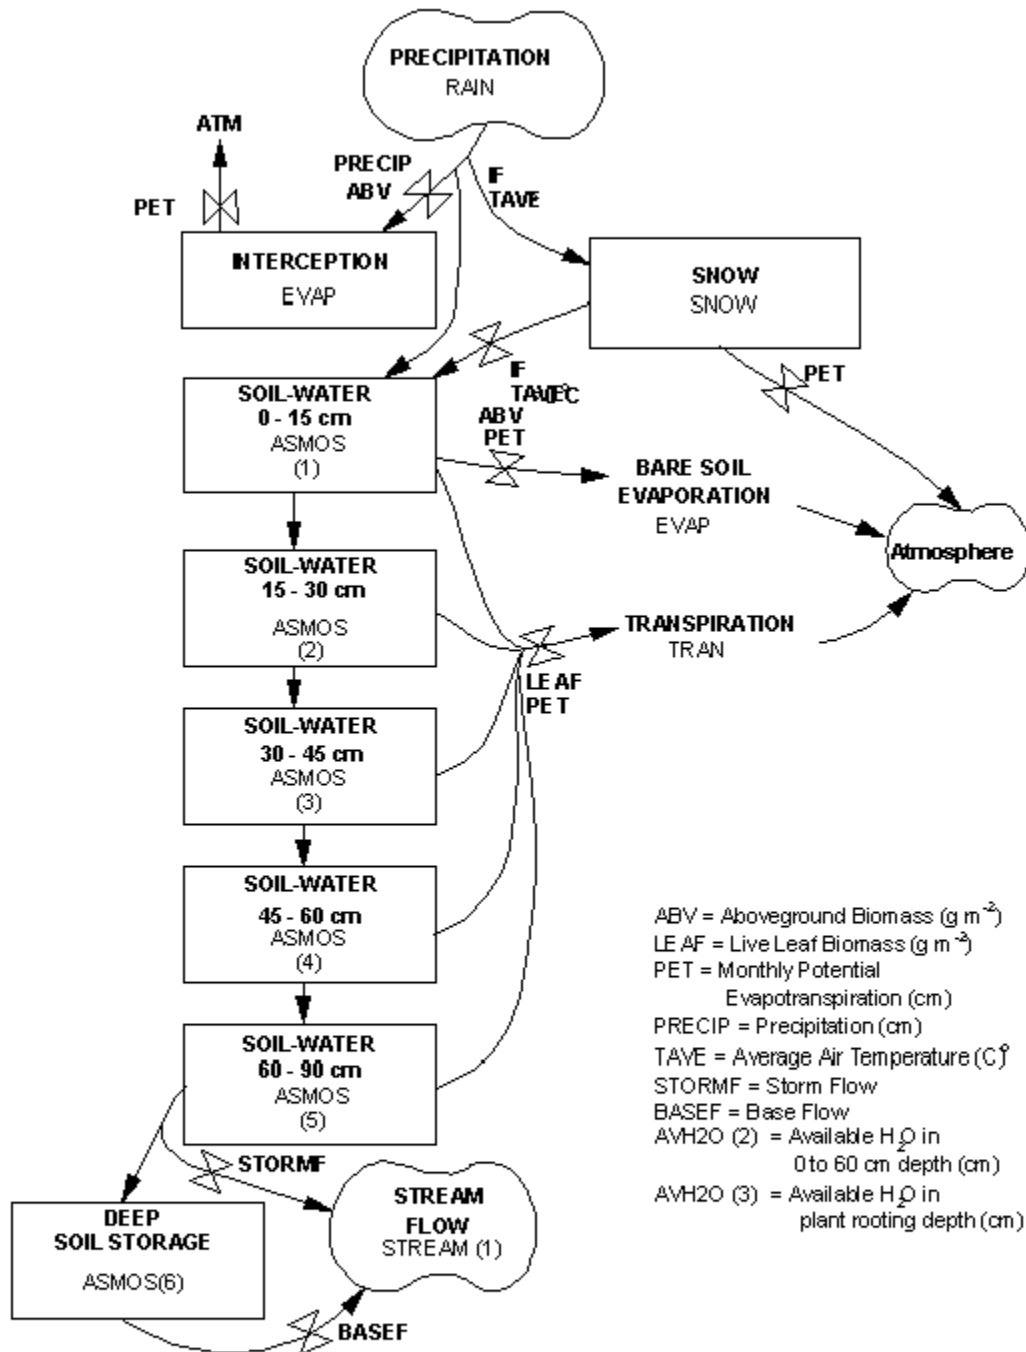 PRECIPITATION
RAIN
ATM
PRECIP
ABV
IF
TAVE
PET
INTERCEPTION
EVAP
SNOW
SNOW
PET
IF
TAVE°C
ABV
PET
SOIL-WATER
0 - 15 cm
ASMOS
(1)
BARE SOIL
EVAPORATION
EVAP
Atmosphere
SOIL-WATER
15 - 30 cm
ASMOS
(2)
TRANSPIRATION
TRAN
LEAF
PET
SOIL-WATER
30 - 45 cm
ASMOS
(3)
SOIL-WATER
45 - 60 cm
ASMOS
(4)
SOIL-WATER
60 - 90 cm
ASMOS
(5)
STORMF
STREAM
FLOW
STREAM (1)
DEEP
SOIL STORAGE
ASMOS(6)
BASEF
ABV = Aboveground Biomass (g m⁻²)
LEAF = Live Leaf Biomass (g m⁻²)
PET = Monthly Potential
Evapotranspiration (cm)
PRECIP = Precipitation (cm)
TAVE = Average Air Temperature (C)°
STORMF = Storm Flow
BASEF = Base Flow
AVH2O (2) = Available H₂O in
0 to 60 cm depth (cm)
AVH2O (3) = Available H₂O in
plant rooting depth (cm)